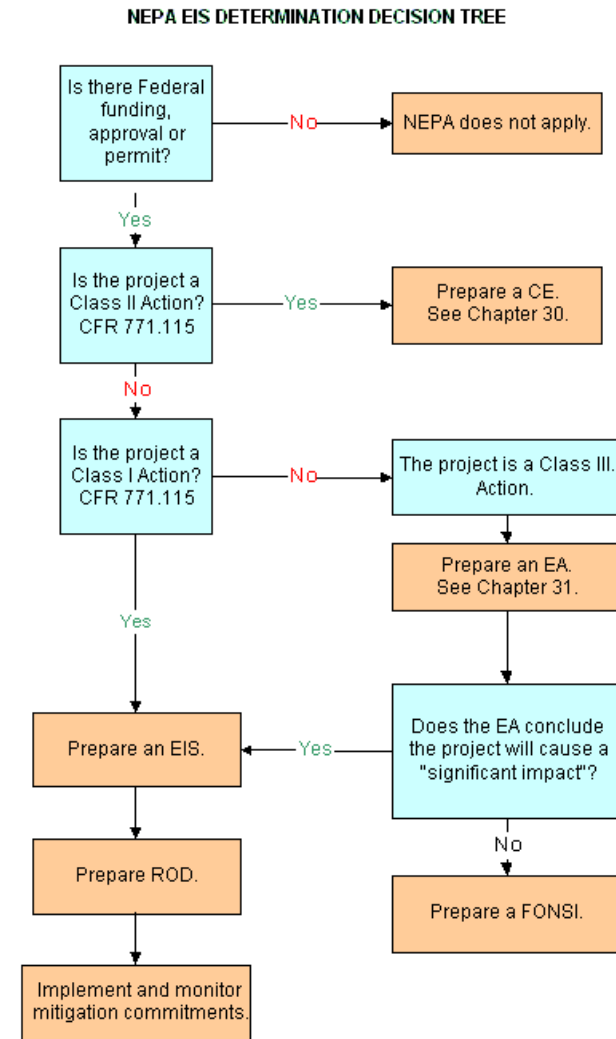 NEPA EIS DETERMINATION DECISION TREE
Is there Federal
funding,
approval or
permit?
No
NEPA does not apply.
Yes
Is the project a
Class II Action?
CFR 771.115
Yes
Prepare a CE.
See Chapter 30.
No
Is the project a
Class I Action?
CFR 771.115
No
The project is a Class III.
Action.
Prepare an EA.
See Chapter 31.
Yes
Does the EA conclude
the project will cause a
"significant impact"?
Yes
Prepare an EIS.
No
Prepare ROD.
Prepare a FONSI.
Implement and monitor
mitigation commitments.